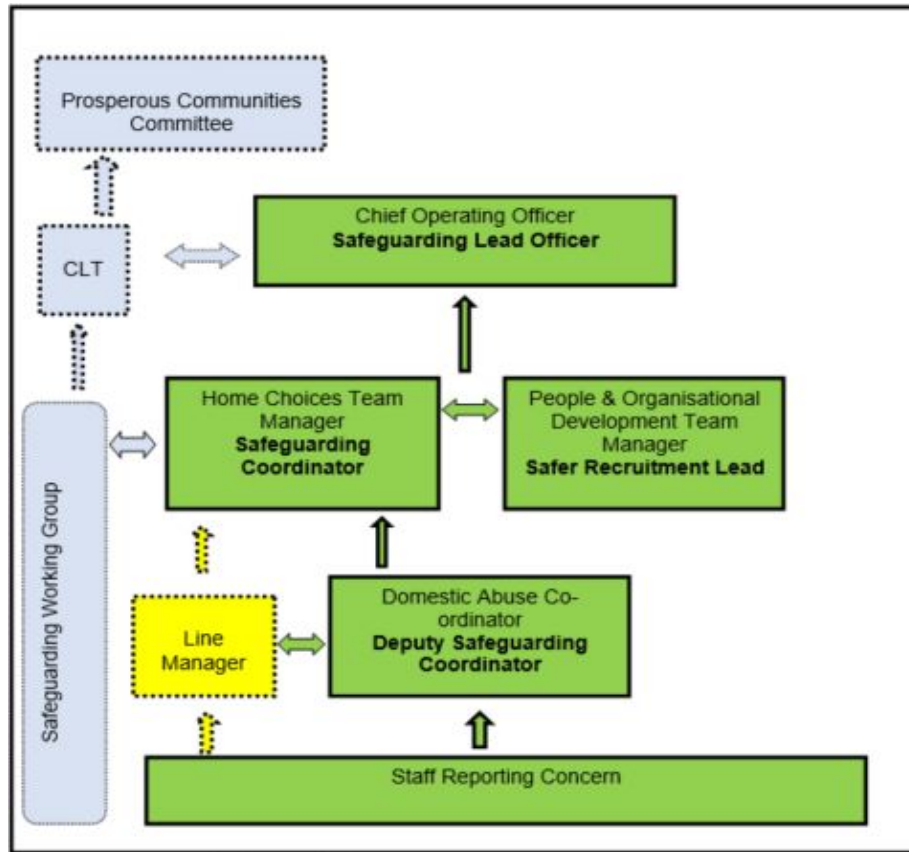 Prosperous Communities
Committee
Chief Operating Officer
Safeguarding Lead Officer
CLT
Home Choices Team
Manager
Safeguarding
Coordinator
People & Organisational
Development Team
Manager
Safer Recruitment Lead
Safeguarding Working Group
Line
Manager
Domestic Abuse Co-
ordinator
Deputy Safeguarding
Coordinator
Staff Reporting Concern